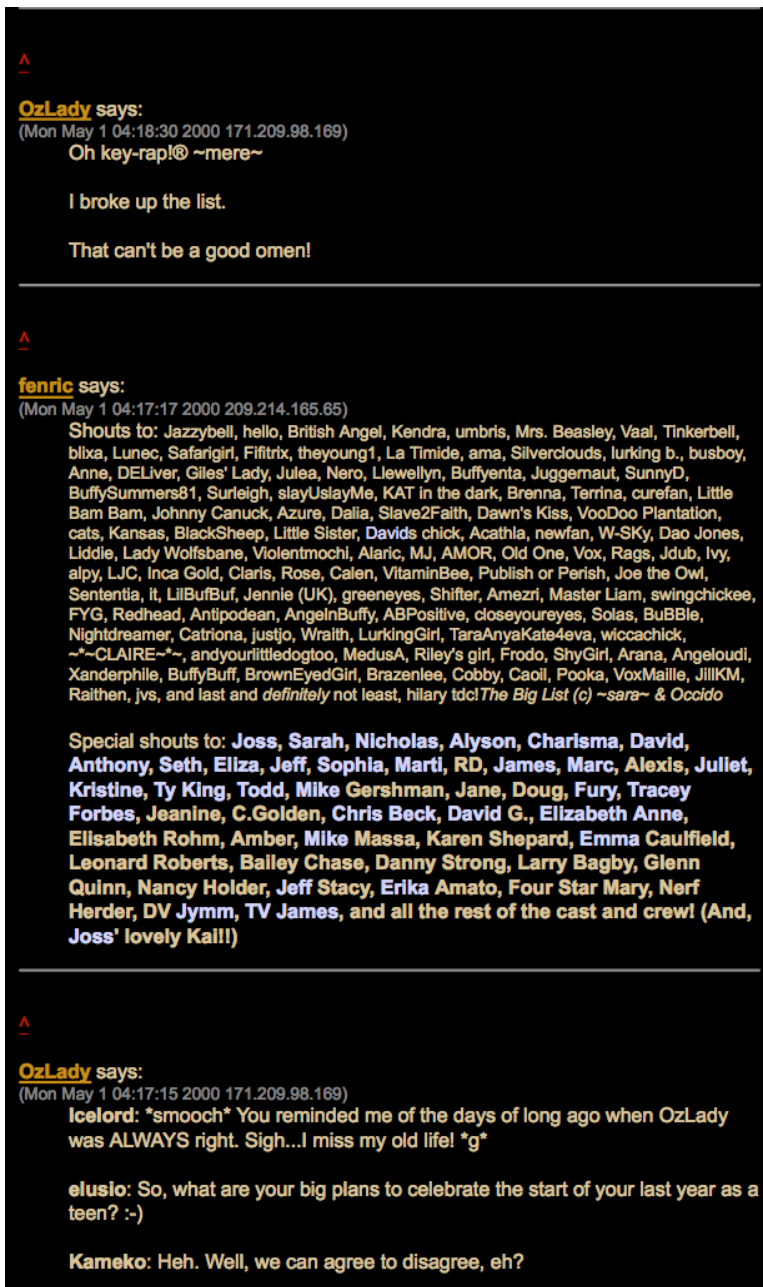 ^
OzLady says:
(Mon May 1 04:18:30 2000 171.209.98.169)
Oh key-rap!® ~mere~
I broke up the list.
That can't be a good omen!
^
fenric says:
(Mon May 1 04:17:17 2000 209.214.165.65)
Shouts to: Jazzybell, hello, British Angel, Kendra, umbris, Mrs. Beasley, Vaal, Tinkerbell,
blixa, Lunec, Safarigirl, Fifitrix, theyoung1, La Timide, ama, Silverclouds, lurking b., busboy,
Anne, DELiver, Giles' Lady, Julea, Nero, Llewellyn, Buffyenta, Juggernaut, SunnyD,
BuffySummers81, Surleigh, slayUslayMe, KAT in the dark, Brenna, Terrina, curefan, Little
Bam Bam, Johnny Canuck, Azure, Dalia, Slave2Faith, Dawn's Kiss, VooDoo Plantation,
cats, Kansas, BlackSheep, Little Sister, Davids chick, Acathla, newfan, W-SKy, Dao Jones,
Liddie, Lady Wolfsbane, Violentmochi, Alaric, MJ, AMOR, Old One, Vox, Rags, Jdub, Ivy,
alpy, LJC, Inca Gold, Claris, Rose, Calen, VitaminBee, Publish or Perish, Joe the Owl,
Sententia, it, LilBufBuf, Jennie (UK), greeneyes, Shifter, Amezri, Master Liam, swingchickee,
FYG, Redhead, Antipodean, AngelnBuffy, ABPositive, closeyoureyes, Solas, BuBBle,
Nightdreamer, Catriona, justjo, Wraith, LurkingGirl, TaraAnyaKate4eva, wiccachick,
~*~CLAIRE~*~, andyourlittledogtoo, MedusA, Riley's girl, Frodo, ShyGirl, Arana, Angeloudi,
Xanderphile, BuffyBuff, BrownEyedGirl, Brazenlee, Cobby, Caoil, Pooka, VoxMaille, JillKM,
Raithen, jvs, and last and definitely not least, hilary tdc!The Big List (c) ~sara~ & Occido
Special shouts to: Joss, Sarah, Nicholas, Alyson, Charisma, David,
Anthony, Seth, Eliza, Jeff, Sophia, Marti, RD, James, Marc, Alexis, Juliet,
Kristine, Ty King, Todd, Mike Gershman, Jane, Doug, Fury, Tracey
Forbes, Jeanine, C.Golden, Chris Beck, David G., Elizabeth Anne,
Elisabeth Rohm, Amber, Mike Massa, Karen Shepard, Emma Caulfield,
Leonard Roberts, Bailey Chase, Danny Strong, Larry Bagby, Glenn
Quinn, Nancy Holder, Jeff Stacy, Erika Amato, Four Star Mary, Nerf
Herder, DV Jymm, TV James, and all the rest of the cast and crew! (And,
Joss' lovely Kai!!)
^
OzLady says:
(Mon May 1 04:17:15 2000 171.209.98.169)
Icelord: *smooch* You reminded me of the days of long ago when OzLady
was ALWAYS right. Sigh...I miss my old life! *g*
elusio: So, what are your big plans to celebrate the start of your last year as a
teen? :-)
Kameko: Heh. Well, we can agree to disagree, eh?